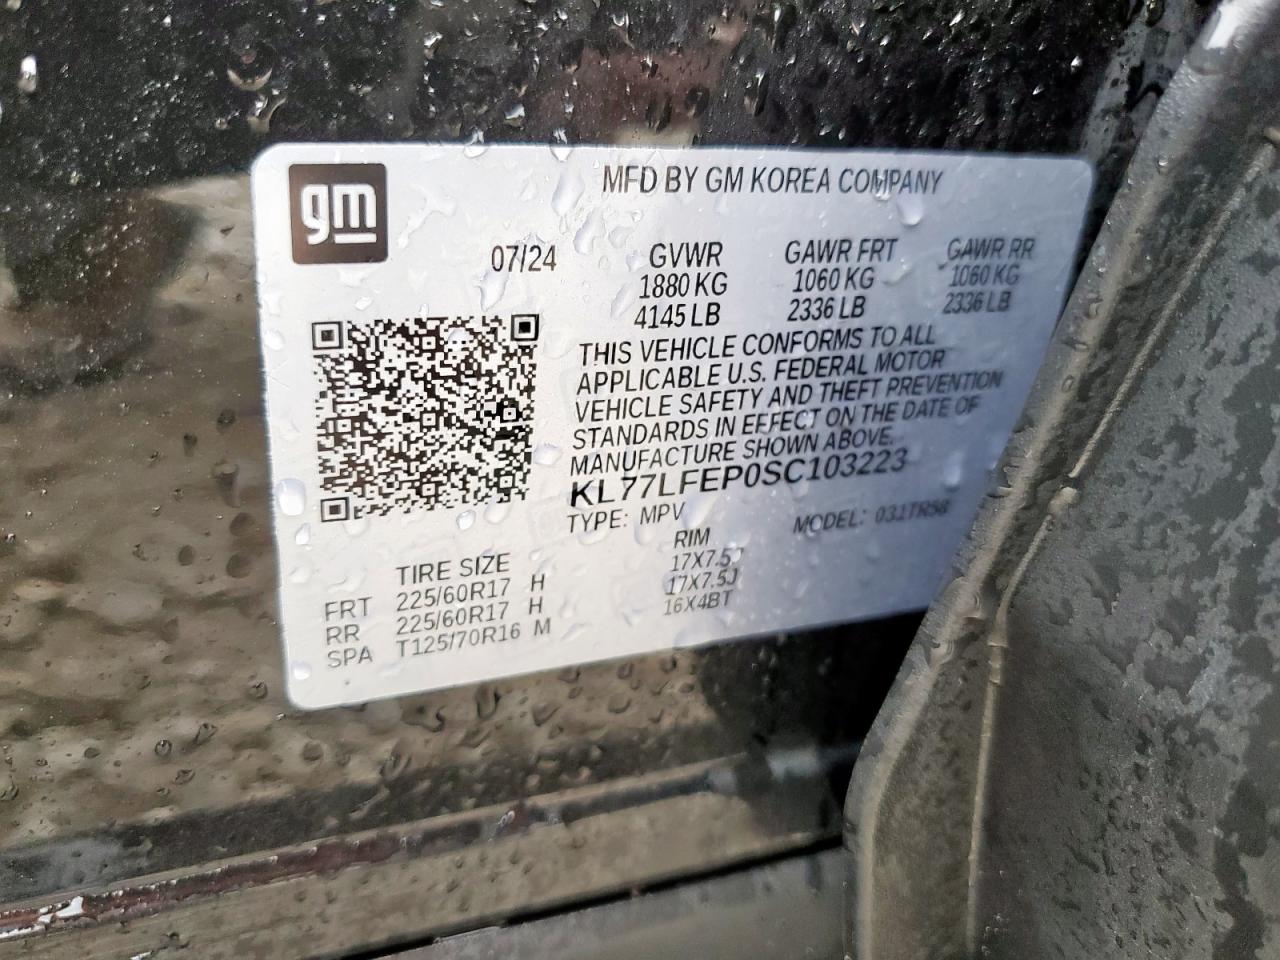 gm
MFD BY GM KOREA COMPANY
07/24 GVWR GAWR FRT GAWR RR
1880 KG 1060 KG 1060 KG
4145 LB 2336 LB 2336 LB
THIS VEHICLE CONFORMS TO ALL
APPLICABLE U.S. FEDERAL MOTOR
VEHICLE SAFETY AND THEFT PREVENTION
STANDARDS IN EFFECT ON THE DATE OF
MANUFACTURE SHOWN ABOVE.
KL77LFEP0SC103223
TYPE: MPV MODEL: 031TR58
TIRE SIZE RIM
FRT 225/60R17 H 17X7.5J
RR 225/60R17 H 17X7.5J
SPA T125/70R16 M 16X4BT